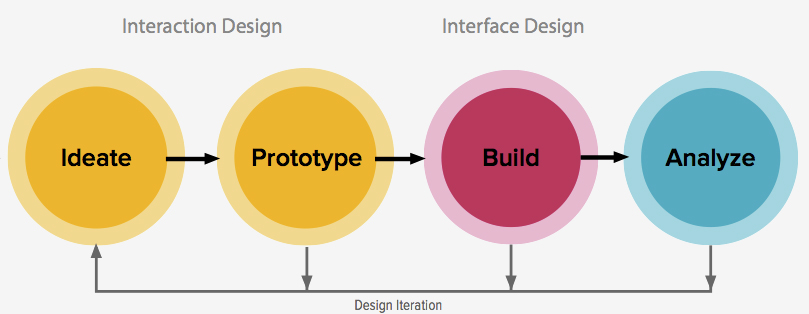 Interaction Design
Interface Design
Ideate
Prototype
Build
Analyze
Design Iteration